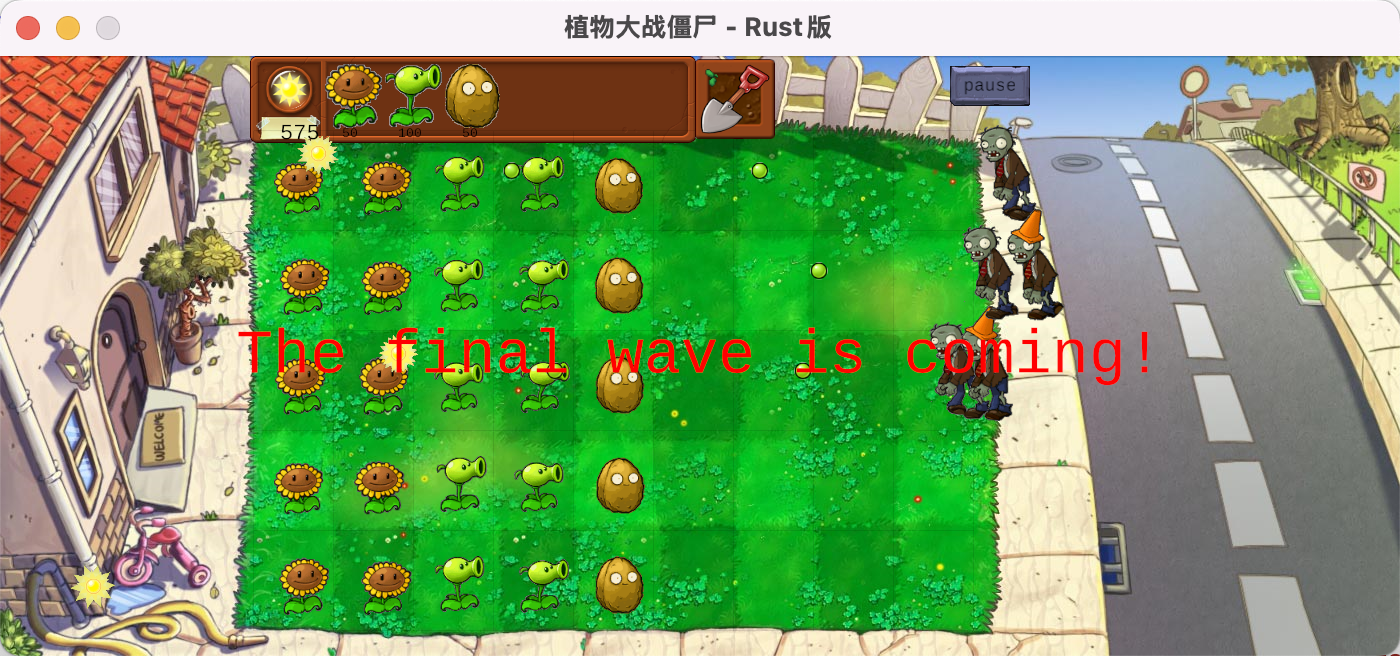 植物大战僵尸 - Rust版
575
50 100 50
pause
The final wave is coming!
WELCOME